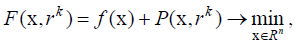 F(x,r^k) = f(x) + P(x,r^k) → min_{x∈R^n},